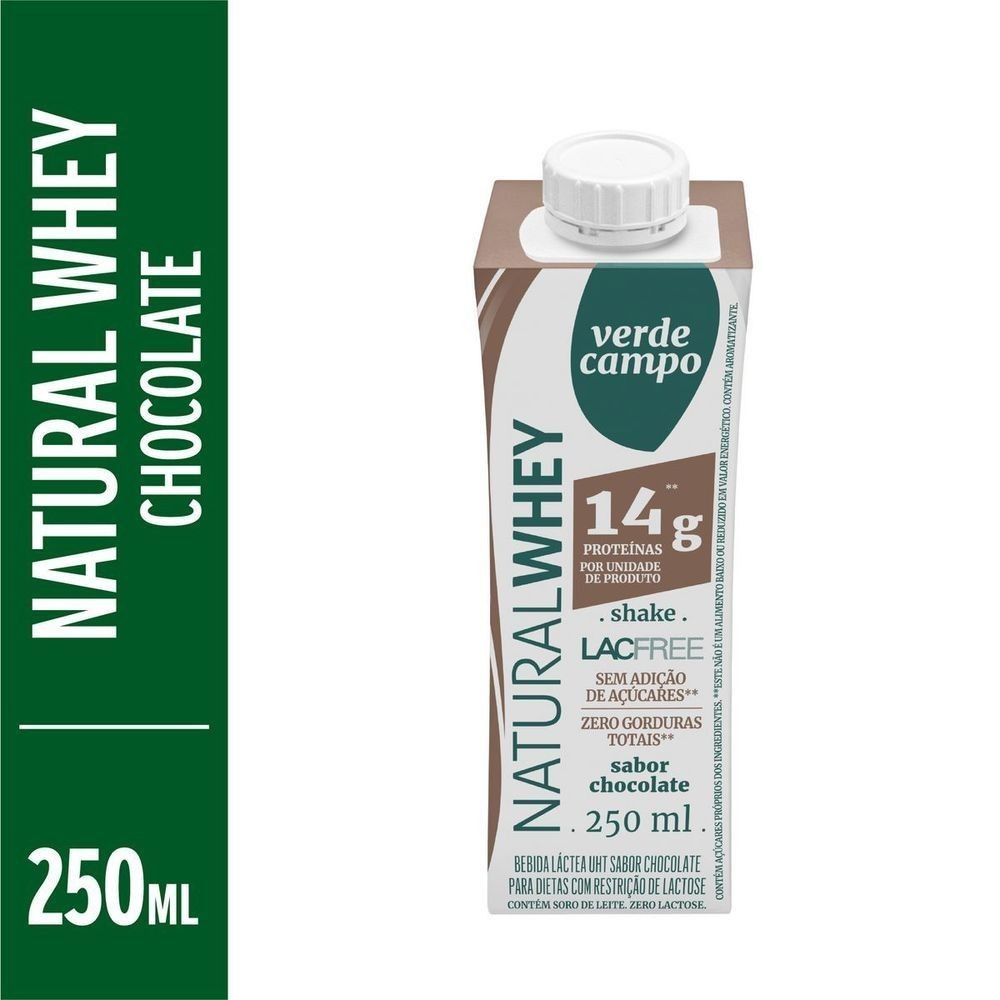 NATURAL WHEY
CHOCOLATE
250ML
verde
campo
NATURALWHEY
14g**
PROTEÍNAS
POR UNIDADE
DE PRODUTO
. shake .
LACFREE
SEM ADIÇÃO
DE AÇÚCARES**
ZERO GORDURAS
TOTAIS**
sabor
chocolate
. 250 ml .
BEBIDA LÁCTEA UHT SABOR CHOCOLATE
PARA DIETAS COM RESTRIÇÃO DE LACTOSE
CONTÉM SORO DE LEITE. ZERO LACTOSE.
CONTÉM AÇÚCARES PRÓPRIOS DOS INGREDIENTES. **ESTE NÃO É UM ALIMENTO BAIXO OU REDUZIDO EM VALOR ENERGÉTICO. CONTÉM AROMATIZANTE.